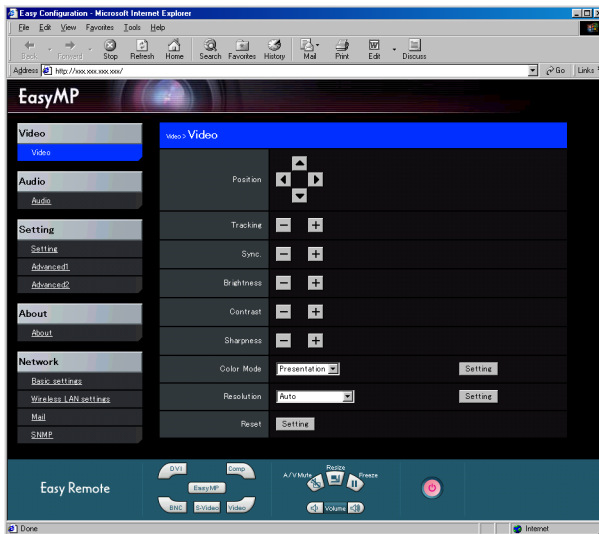 Easy Configuration - Microsoft Internet Explorer
File Edit View Favorites Tools Help
Back Forward Stop Refresh Home Search Favorites History Mail Print Edit Discuss
Address http://xxx.xxx.xxx.xxx/ Go Links
EasyMP
Video
Video
Audio
Audio
Setting
Setting
Advanced1
Advanced2
About
About
Network
Basic settings
Wireless LAN settings
Mail
SNMP
Video > Video
Position
Tracking
Sync.
Brightness
Contrast
Sharpness
Color Mode Presentation Setting
Resolution Auto Setting
Reset Setting
Easy Remote
DVI Comp
EasyMP
BNC S-Video Video
A/V Mute Resize Freeze
Volume
Done Internet